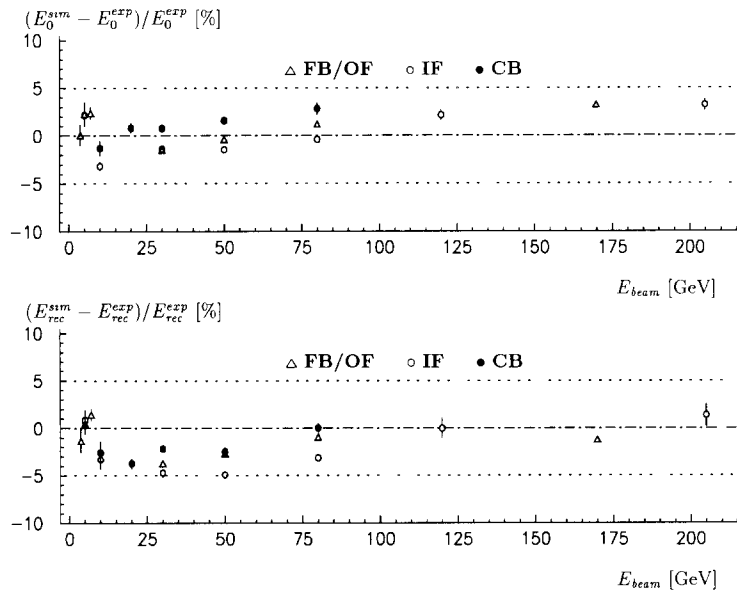 (E_0^{sim} − E_0^{exp})/E_0^{exp} [%]
10
△ FB/OF ○ IF ● CB
5
0
−5
−10
0 25 50 75 100 125 150 175 200
E_{beam} [GeV]
(E_{rec}^{sim} − E_{rec}^{exp})/E_{rec}^{exp} [%]
10
△ FB/OF ○ IF ● CB
5
0
−5
−10
0 25 50 75 100 125 150 175 200
E_{beam} [GeV]